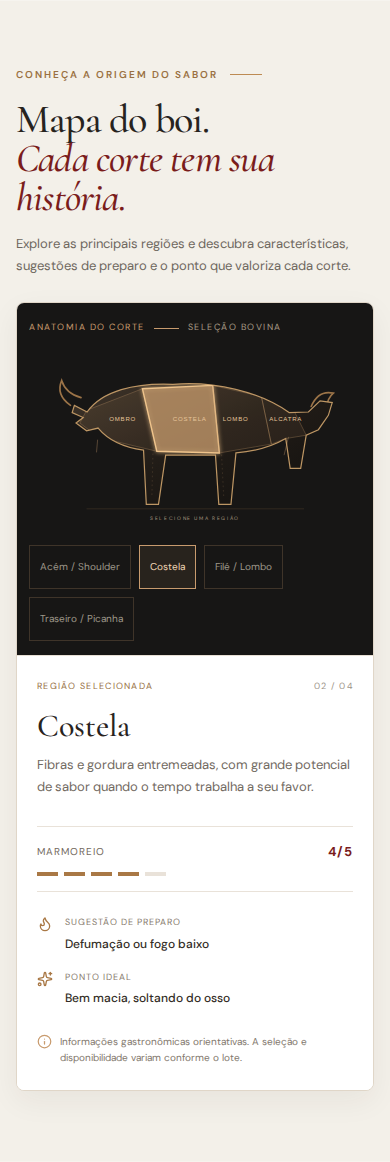 CONHEÇA A ORIGEM DO SABOR
Mapa do boi.
Cada corte tem sua
história.
Explore as principais regiões e descubra características,
sugestões de preparo e o ponto que valoriza cada corte.
ANATOMIA DO CORTE — SELEÇÃO BOVINA
OMBRO COSTELA LOMBO ALCATRA
SELECIONE UMA REGIÃO
Acém / Shoulder Costela Filé / Lombo
Traseiro / Picanha
REGIÃO SELECIONADA 02 / 04
Costela
Fibras e gordura entremeadas, com grande potencial
de sabor quando o tempo trabalha a seu favor.
MARMOREIO 4/5
SUGESTÃO DE PREPARO
Defumação ou fogo baixo
PONTO IDEAL
Bem macia, soltando do osso
Informações gastronômicas orientativas. A seleção e
disponibilidade variam conforme o lote.